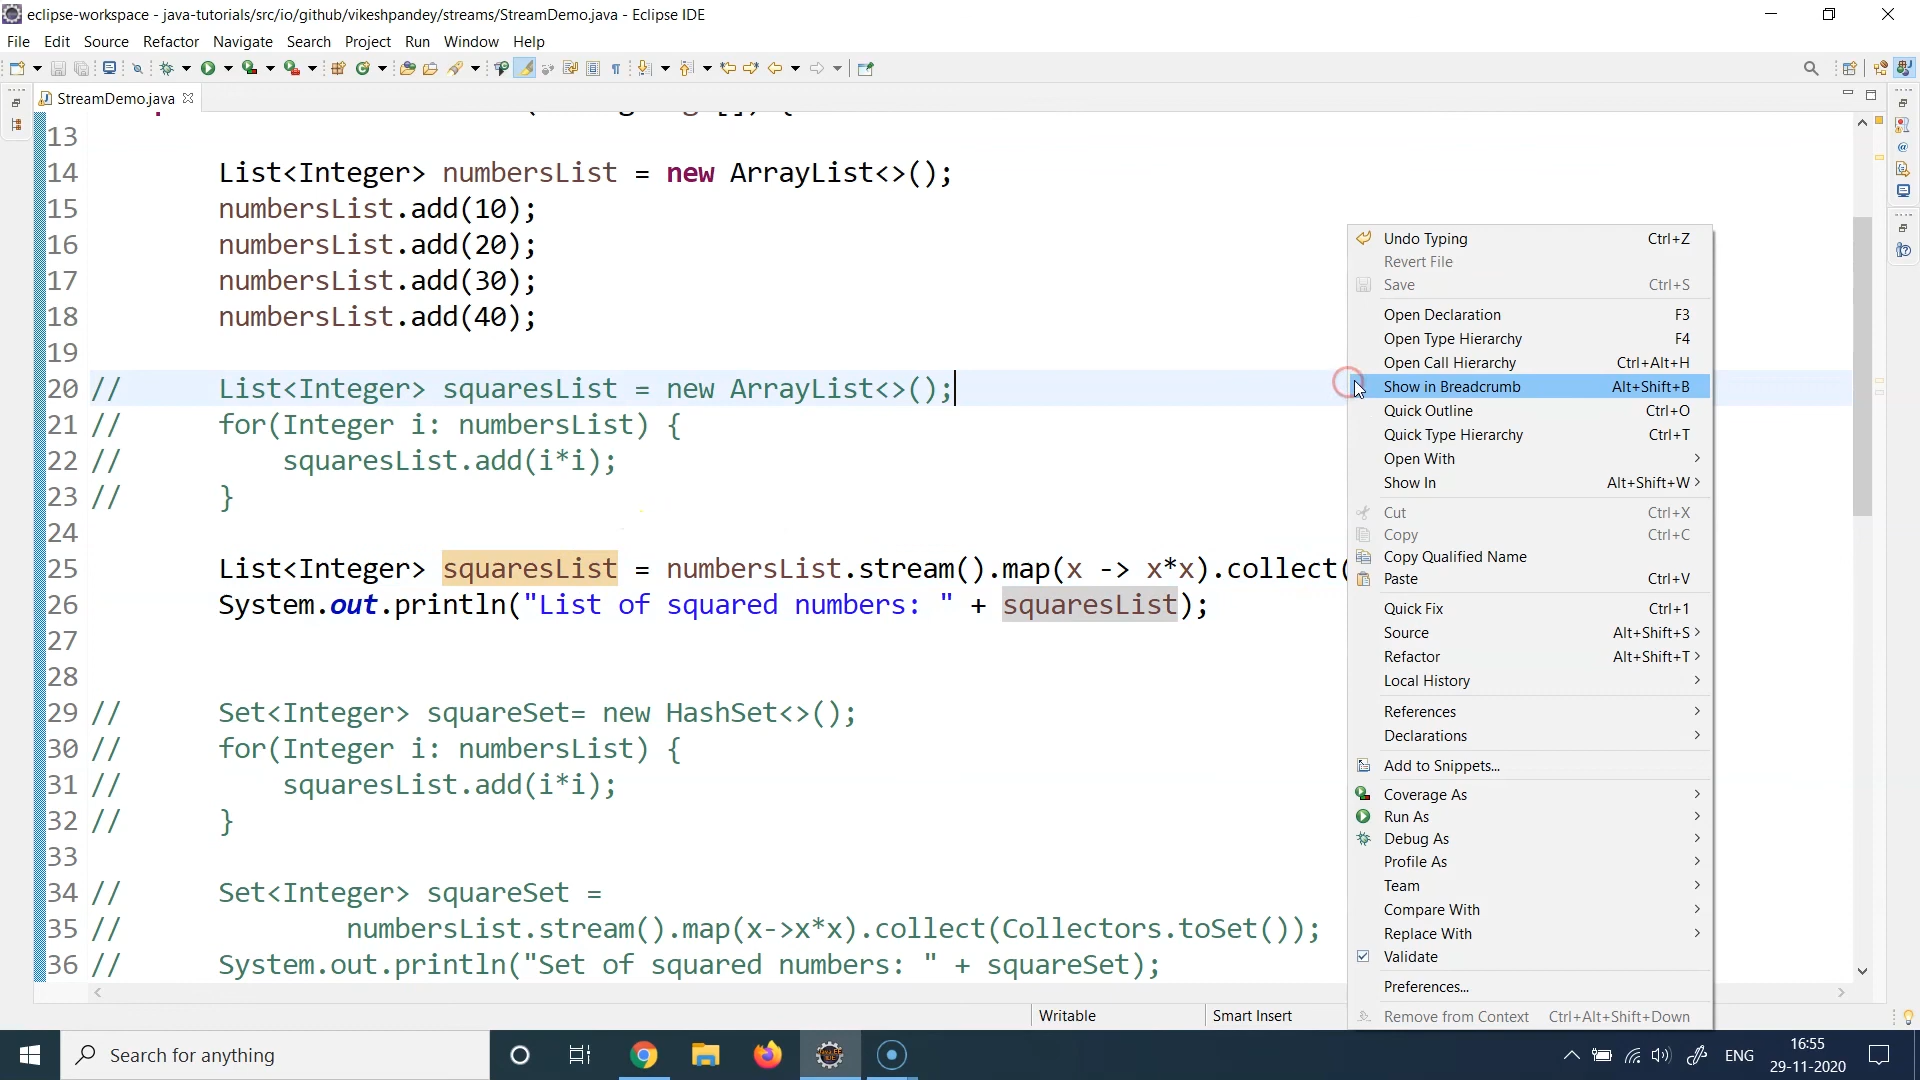 eclipse-workspace - java-tutorials/src/io/github/vikeshpandey/streams/StreamDemo.java - Eclipse IDE
File Edit Source Refactor Navigate Search Project Run Window Help
StreamDemo.java
13
14 List<Integer> numbersList = new ArrayList<>();
15 numbersList.add(10);
16 numbersList.add(20);
17 numbersList.add(30);
18 numbersList.add(40);
19
20 // List<Integer> squaresList = new ArrayList<>();
21 // for(Integer i: numbersList) {
22 // squaresList.add(i*i);
23 // }
24
25 List<Integer> squaresList = numbersList.stream().map(x -> x*x).collect(
26 System.out.println("List of squared numbers: " + squaresList);
27
28
29 // Set<Integer> squareSet= new HashSet<>();
30 // for(Integer i: numbersList) {
31 // squaresList.add(i*i);
32 // }
33
34 // Set<Integer> squareSet =
35 // numbersList.stream().map(x->x*x).collect(Collectors.toSet());
36 // System.out.println("Set of squared numbers: " + squareSet);
Undo Typing Ctrl+Z
Revert File
Save Ctrl+S
Open Declaration F3
Open Type Hierarchy F4
Open Call Hierarchy Ctrl+Alt+H
Show in Breadcrumb Alt+Shift+B
Quick Outline Ctrl+O
Quick Type Hierarchy Ctrl+T
Open With
Show In Alt+Shift+W
Cut Ctrl+X
Copy Ctrl+C
Copy Qualified Name
Paste Ctrl+V
Quick Fix Ctrl+1
Source Alt+Shift+S
Refactor Alt+Shift+T
Local History
References
Declarations
Add to Snippets...
Coverage As
Run As
Debug As
Profile As
Team
Compare With
Replace With
Validate
Preferences...
Remove from Context Ctrl+Alt+Shift+Down
Writable Smart Insert
Search for anything
ENG
16:55
29-11-2020